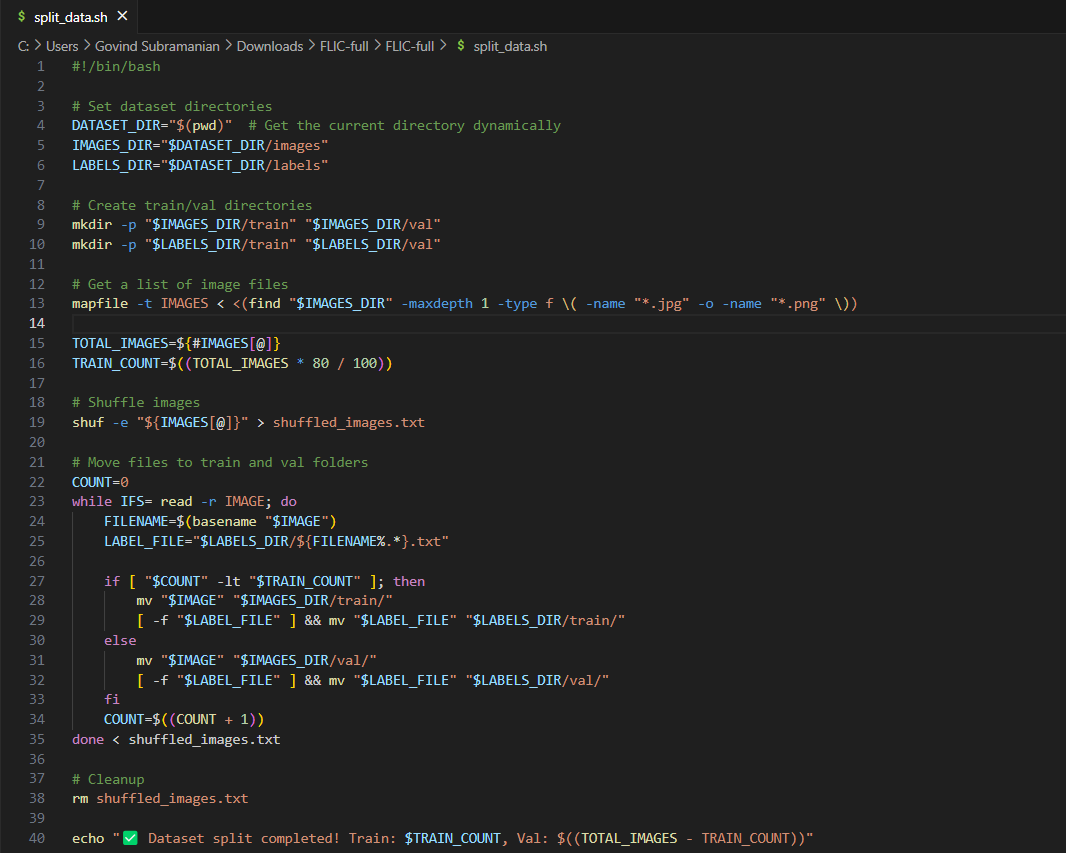 $ split_data.sh ✕
C: > Users > Govind Subramanian > Downloads > FLIC-full > FLIC-full > $ split_data.sh
1 #!/bin/bash
2
3 # Set dataset directories
4 DATASET_DIR="$(pwd)"  # Get the current directory dynamically
5 IMAGES_DIR="$DATASET_DIR/images"
6 LABELS_DIR="$DATASET_DIR/labels"
7
8 # Create train/val directories
9 mkdir -p "$IMAGES_DIR/train" "$IMAGES_DIR/val"
10 mkdir -p "$LABELS_DIR/train" "$LABELS_DIR/val"
11
12 # Get a list of image files
13 mapfile -t IMAGES < <(find "$IMAGES_DIR" -maxdepth 1 -type f \( -name "*.jpg" -o -name "*.png" \))
14
15 TOTAL_IMAGES=${#IMAGES[@]}
16 TRAIN_COUNT=$((TOTAL_IMAGES * 80 / 100))
17
18 # Shuffle images
19 shuf -e "${IMAGES[@]}" > shuffled_images.txt
20
21 # Move files to train and val folders
22 COUNT=0
23 while IFS= read -r IMAGE; do
24     FILENAME=$(basename "$IMAGE")
25     LABEL_FILE="$LABELS_DIR/${FILENAME%.*}.txt"
26
27     if [ "$COUNT" -lt "$TRAIN_COUNT" ]; then
28         mv "$IMAGE" "$IMAGES_DIR/train/"
29         [ -f "$LABEL_FILE" ] && mv "$LABEL_FILE" "$LABELS_DIR/train/"
30     else
31         mv "$IMAGE" "$IMAGES_DIR/val/"
32         [ -f "$LABEL_FILE" ] && mv "$LABEL_FILE" "$LABELS_DIR/val/"
33     fi
34     COUNT=$((COUNT + 1))
35 done < shuffled_images.txt
36
37 # Cleanup
38 rm shuffled_images.txt
39
40 echo "✅ Dataset split completed! Train: $TRAIN_COUNT, Val: $((TOTAL_IMAGES - TRAIN_COUNT))"